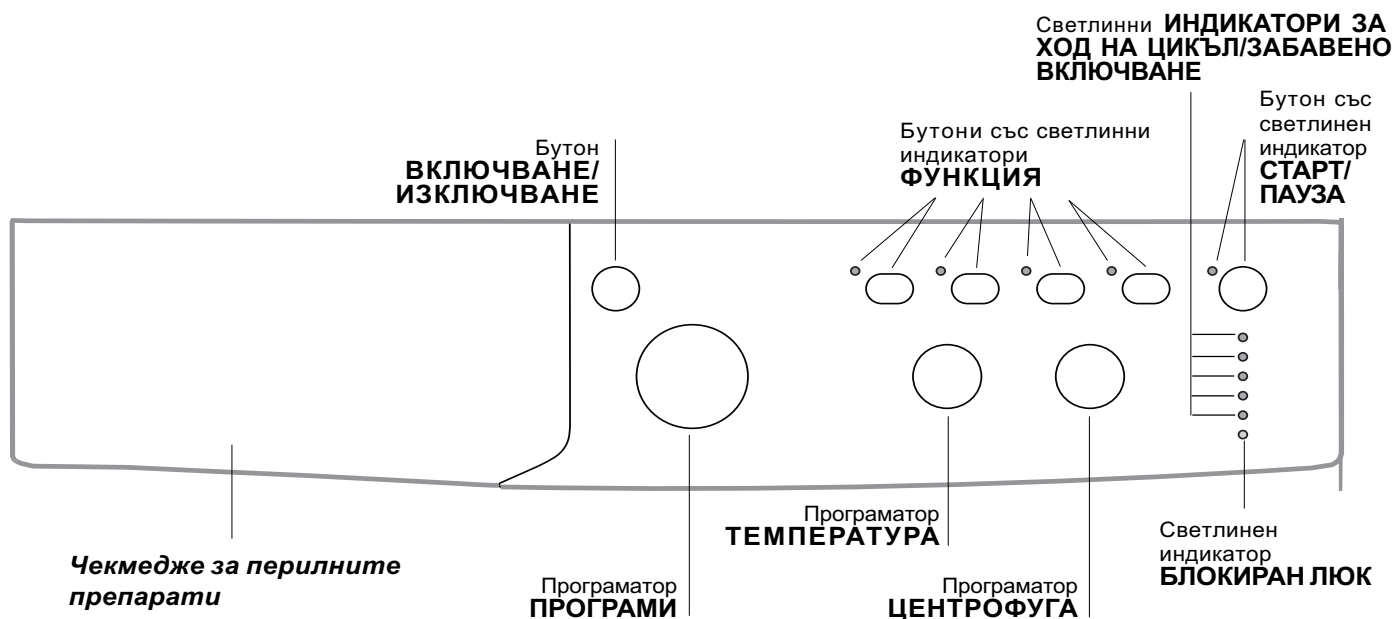 Светлинни ИНДИКАТОРИ ЗА
ХОД НА ЦИКЪЛ/ЗАБАВЕНО
ВКЛЮЧВАНЕ
Бутон със
светлинен
индикатор
СТАРТ/
ПАУЗА
Бутони със светлинни
индикатори
ФУНКЦИЯ
Бутон
ВКЛЮЧВАНЕ/
ИЗКЛЮЧВАНЕ
Чекмедже за перилните
препарати
Програматор
ПРОГРАМИ
Програматор
ТЕМПЕРАТУРА
Програматор
ЦЕНТРОФУГА
Светлинен
индикатор
БЛОКИРАН ЛЮК